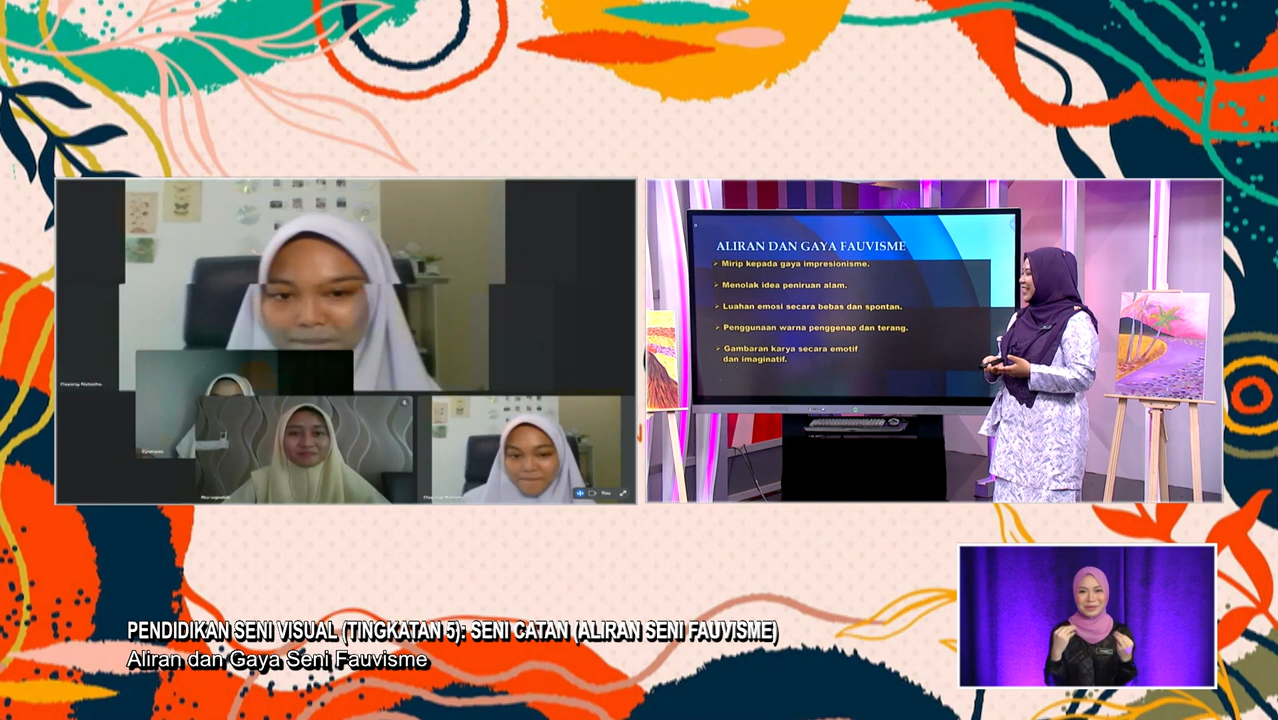 ALIRAN DAN GAYA FAUVISME
➢ Mirip kepada gaya impresionisme.
➢ Menolak idea peniruan alam.
➢ Luahan emosi secara bebas dan spontan.
➢ Penggunaan warna penggenap dan terang.
➢ Gambaran karya secara emotif
dan imaginatif.
You
PENDIDIKAN SENI VISUAL (TINGKATAN 5): SENI CATAN (ALIRAN SENI FAUVISME)
Aliran dan Gaya Seni Fauvisme